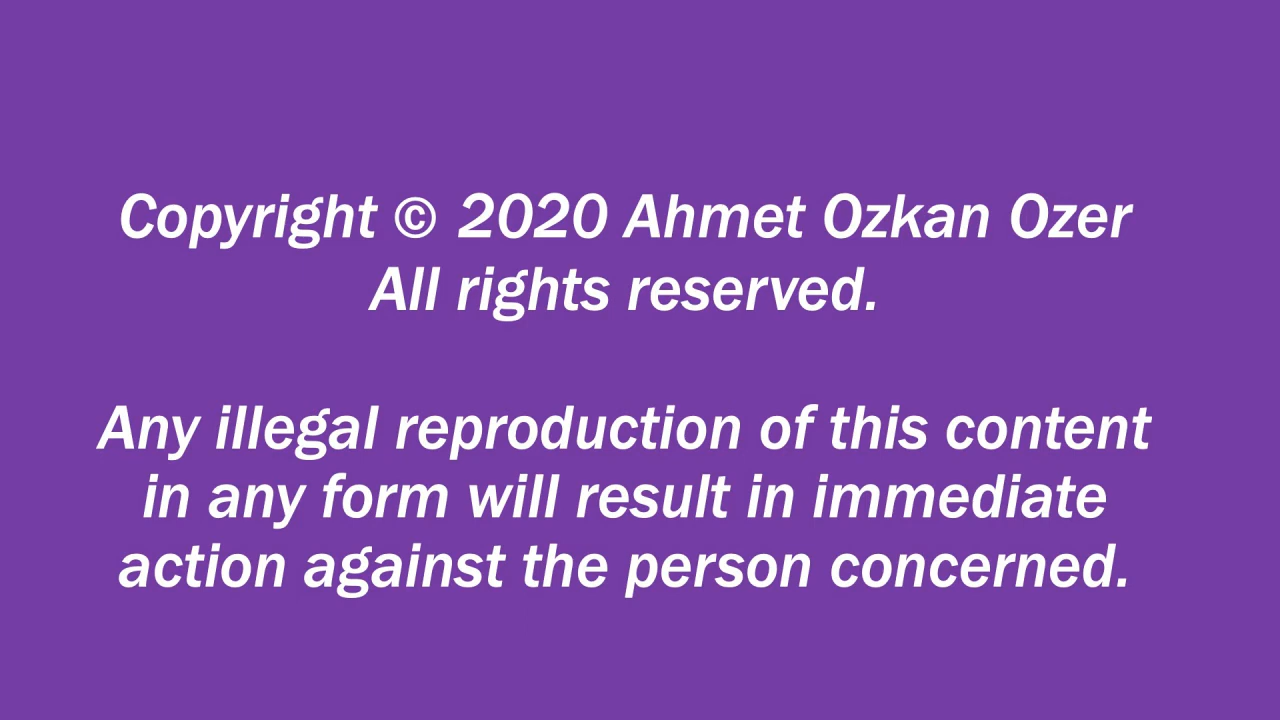 Copyright © 2020 Ahmet Ozkan Ozer
All rights reserved.
Any illegal reproduction of this content
in any form will result in immediate
action against the person concerned.